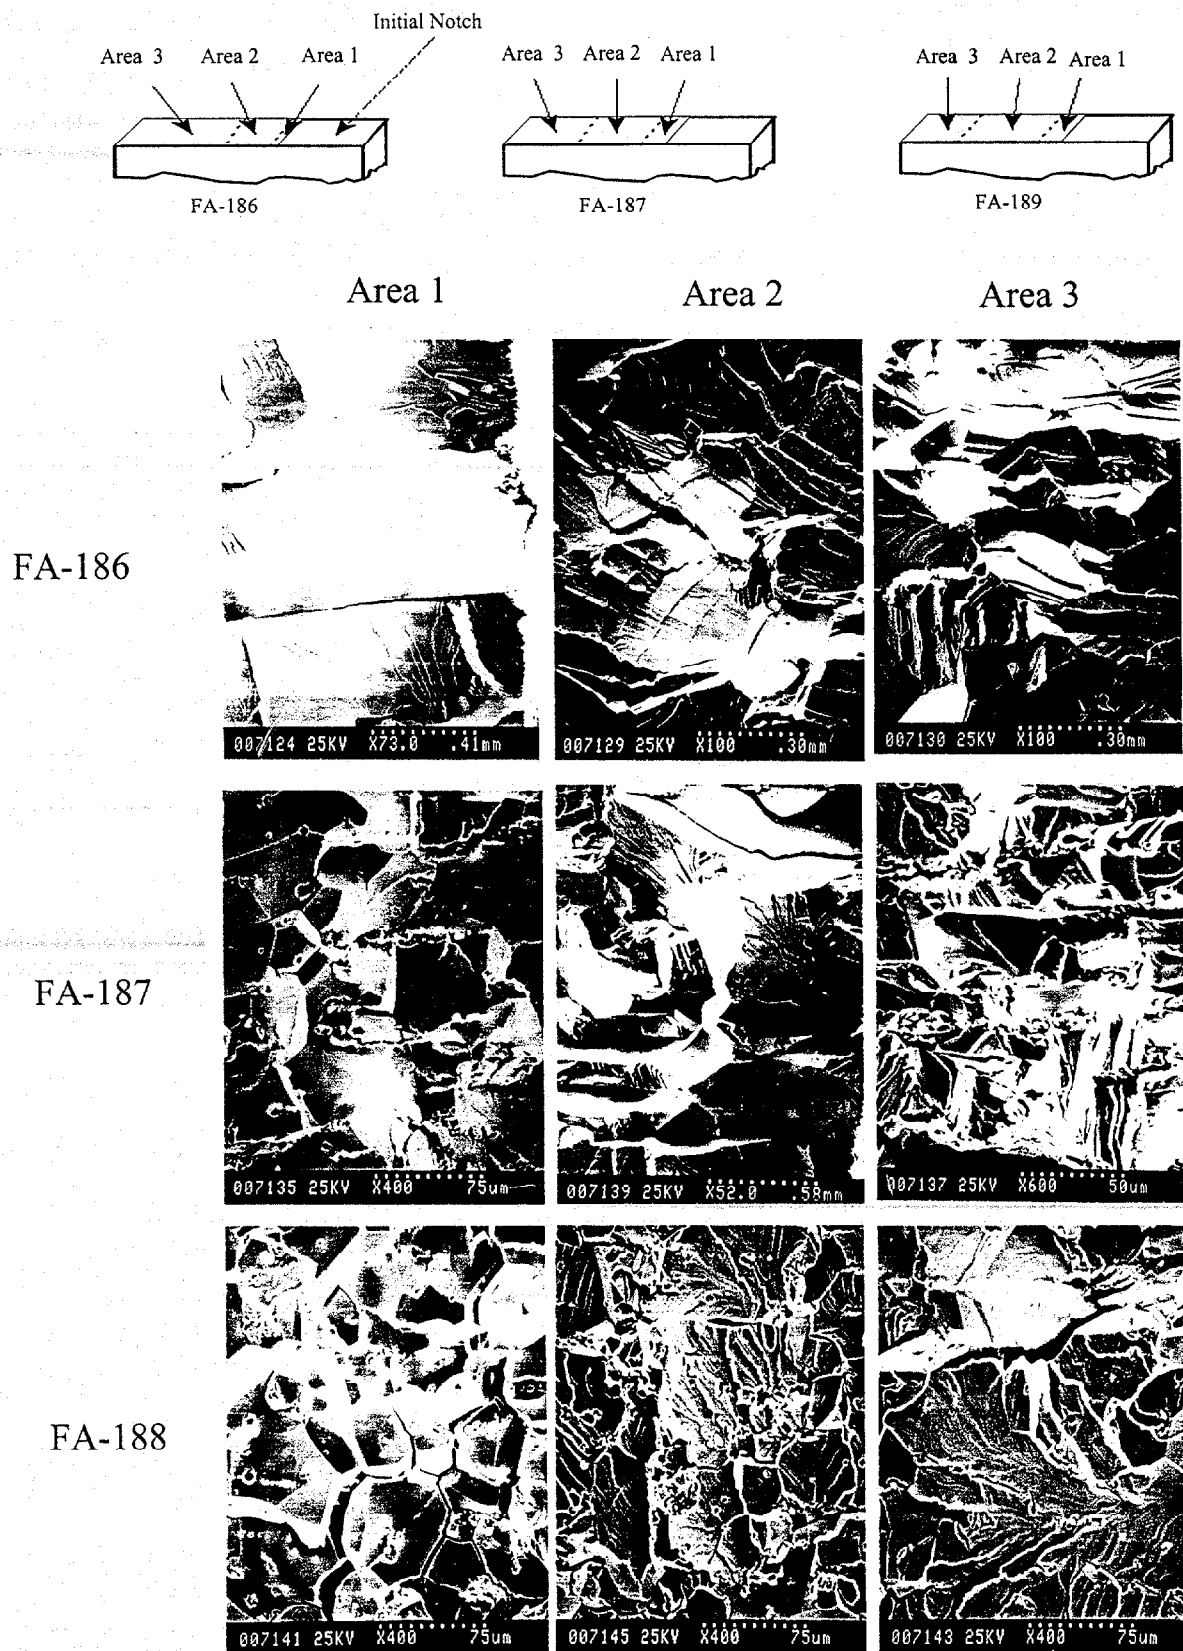 Initial Notch
Area 3 Area 2 Area 1
Area 3 Area 2 Area 1
Area 3 Area 2 Area 1
FA-186
FA-187
FA-189
Area 1 Area 2 Area 3
FA-186
007124 25KV X73.0 .41mm
007129 25KV X100 .30mm
007130 25KV X100 .30mm
FA-187
007135 25KV X400 75um
007139 25KV X52.0 .58mm
007137 25KV X600 50um
FA-188
007141 25KV X400 75um
007145 25KV X400 75um
007143 25KV X400 75um